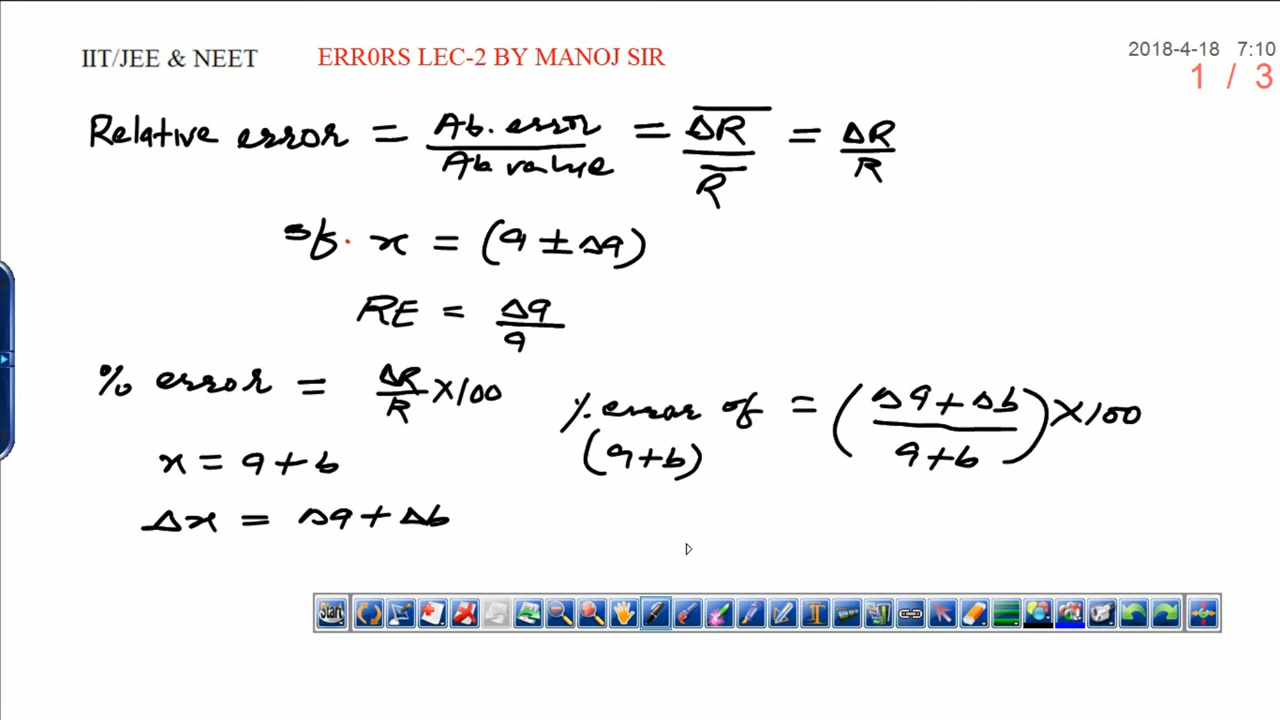 IIT/JEE & NEET ERR0RS LEC-2 BY MANOJ SIR
2018-4-18 7:10
1 / 3
Relative error = Ab. error / Ab value = ΔR̅ / R̅ = ΔR / R
If x = (a ± Δa)
RE = Δa / a
% error = ΔR / R × 100
% error of (a+b) = (Δa + Δb / a+b) × 100
x = a + b
Δx = Δa + Δb
Start